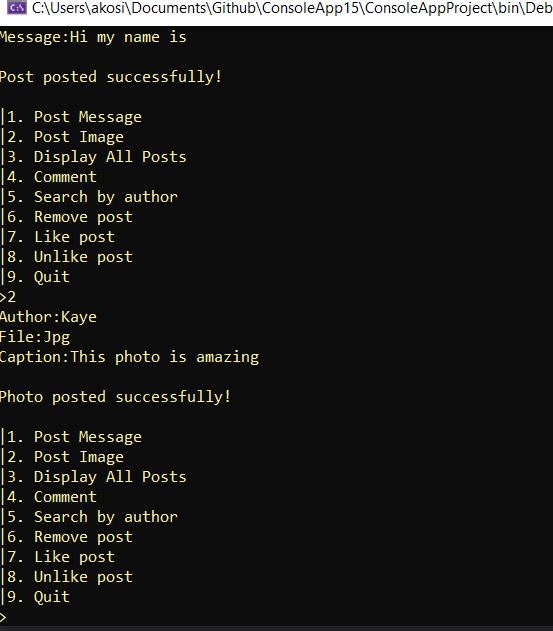 C:\Users\akosi\Documents\Github\ConsoleApp15\ConsoleAppProject\bin\Deb
Message:Hi my name is
Post posted successfully!
|1. Post Message
|2. Post Image
|3. Display All Posts
|4. Comment
|5. Search by author
|6. Remove post
|7. Like post
|8. Unlike post
|9. Quit
>2
Author:Kaye
File:Jpg
Caption:This photo is amazing
Photo posted successfully!
|1. Post Message
|2. Post Image
|3. Display All Posts
|4. Comment
|5. Search by author
|6. Remove post
|7. Like post
|8. Unlike post
|9. Quit
>